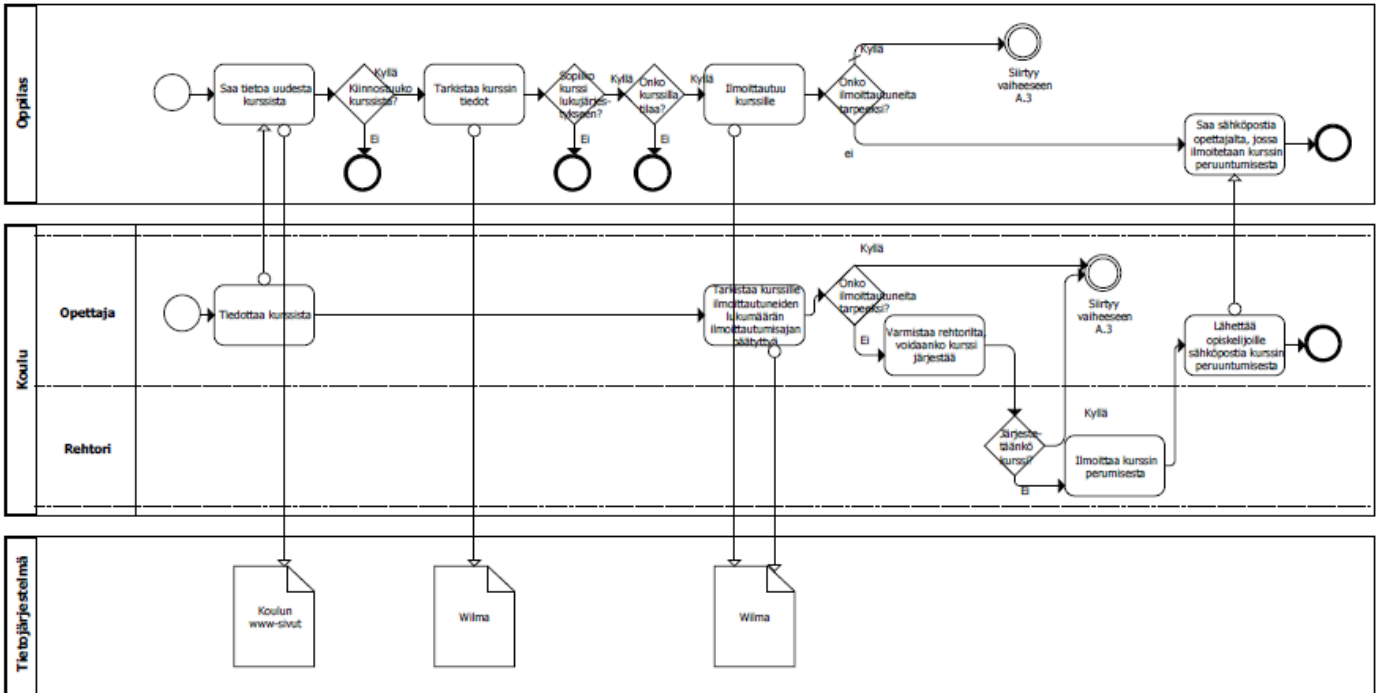 Oppilas
Saa tietoa uudesta
kurssista
Kyllä
Kiinnostuuko
kurssista?
Ei
Tarkistaa kurssin
tiedot
Sopiiko
kurssi
lukujärjes-
tykseen?
Kyllä
Ei
Onko
kurssilla
tilaa?
Kyllä
Ei
Ilmoittautuu
kurssille
Kyllä
Onko
ilmoittautuneita
tarpeeksi?
ei
Siirtyy
vaiheeseen
A.3
Saa sähköpostia
opettajalta, jossa
ilmoitetaan kurssin
peruuntumisesta
Koulu
Opettaja
Tiedottaa kurssista
Tarkistaa kurssille
ilmoittautuneiden
lukumäärän
ilmoittautumisajan
päätyttyä
Kyllä
Onko
ilmoittautuneita
tarpeeksi?
Ei
Varmistaa rehtorilta,
voidaanko kurssi
järjestää
Siirtyy
vaiheeseen
A.3
Lähettää
opiskelijoille
sähköpostia kurssin
peruuntumisesta
Rehtori
Järjeste-
täänkö
kurssi?
Kyllä
Ei
Ilmoittaa kurssin
perumisesta
Tietojärjestelmä
Koulun
www-sivut
Wilma
Wilma